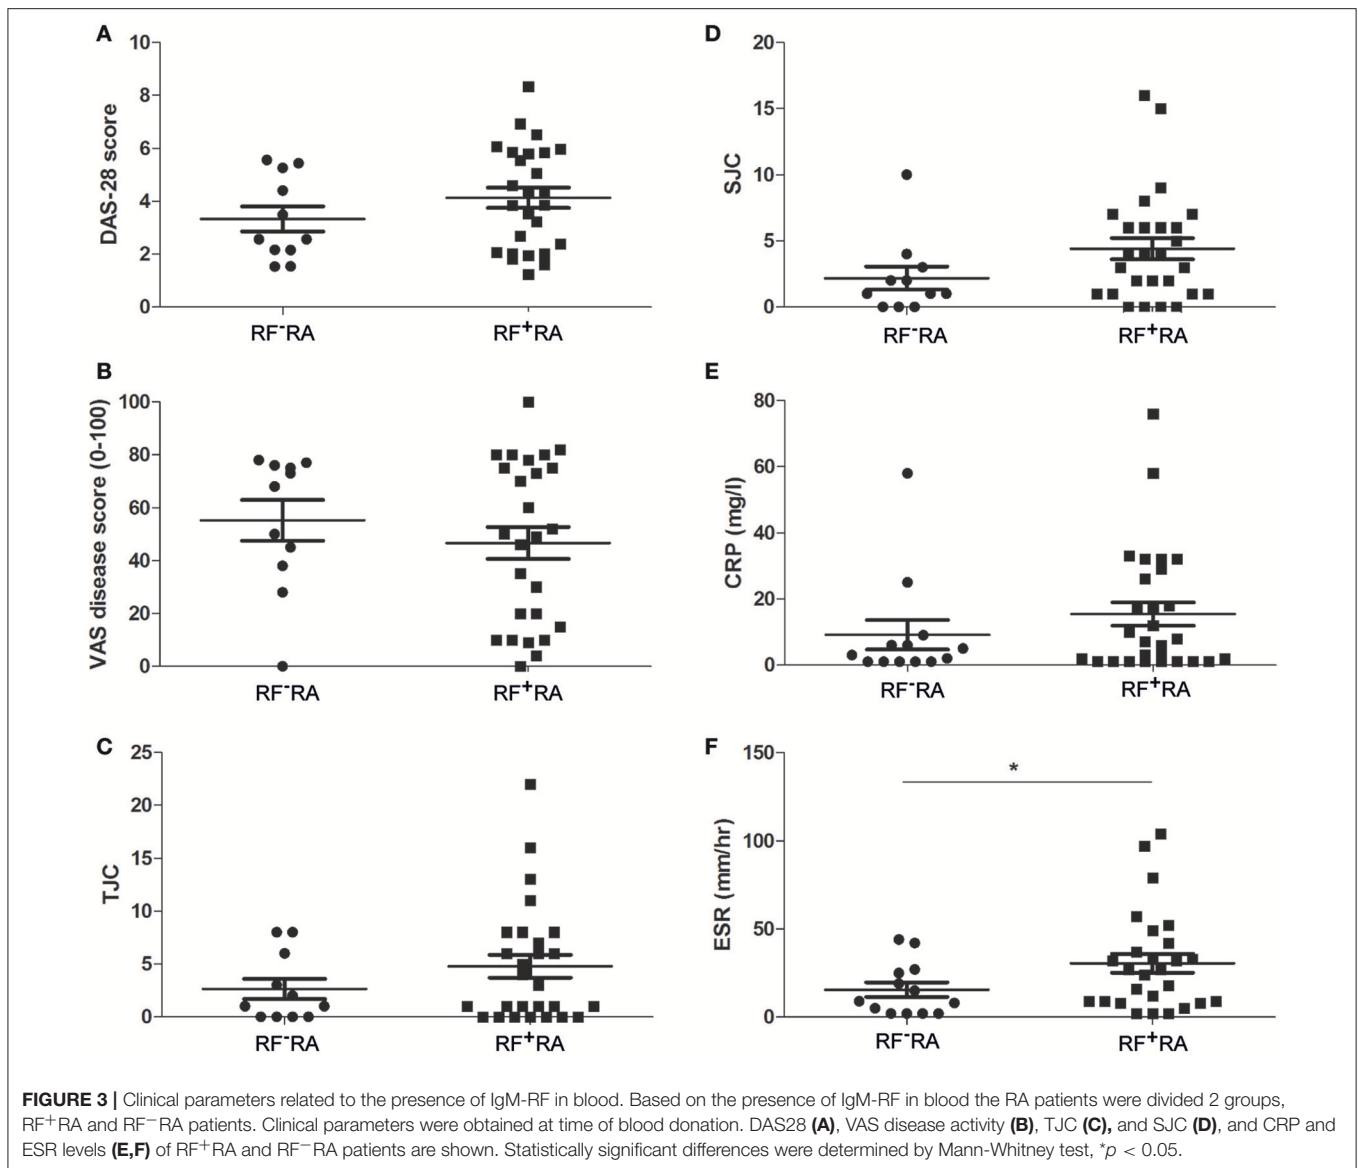 A
DAS-28 score
10
8
6
4
2
0
RF⁻RA
RF⁺RA
B
VAS disease score (0-100)
100
80
60
40
20
0
RF⁻RA
RF⁺RA
C
TJC
25
20
15
10
5
0
RF⁻RA
RF⁺RA
D
SJC
20
15
10
5
0
RF⁻RA
RF⁺RA
E
CRP (mg/l)
80
60
40
20
0
RF⁻RA
RF⁺RA
F
ESR (mm/hr)
150
100
50
0
*
RF⁻RA
RF⁺RA
FIGURE 3 | Clinical parameters related to the presence of IgM-RF in blood. Based on the presence of IgM-RF in blood the RA patients were divided 2 groups,
RF⁺RA and RF⁻RA patients. Clinical parameters were obtained at time of blood donation. DAS28 (A), VAS disease activity (B), TJC (C), and SJC (D), and CRP and
ESR levels (E,F) of RF⁺RA and RF⁻RA patients are shown. Statistically significant differences were determined by Mann-Whitney test, *p < 0.05.